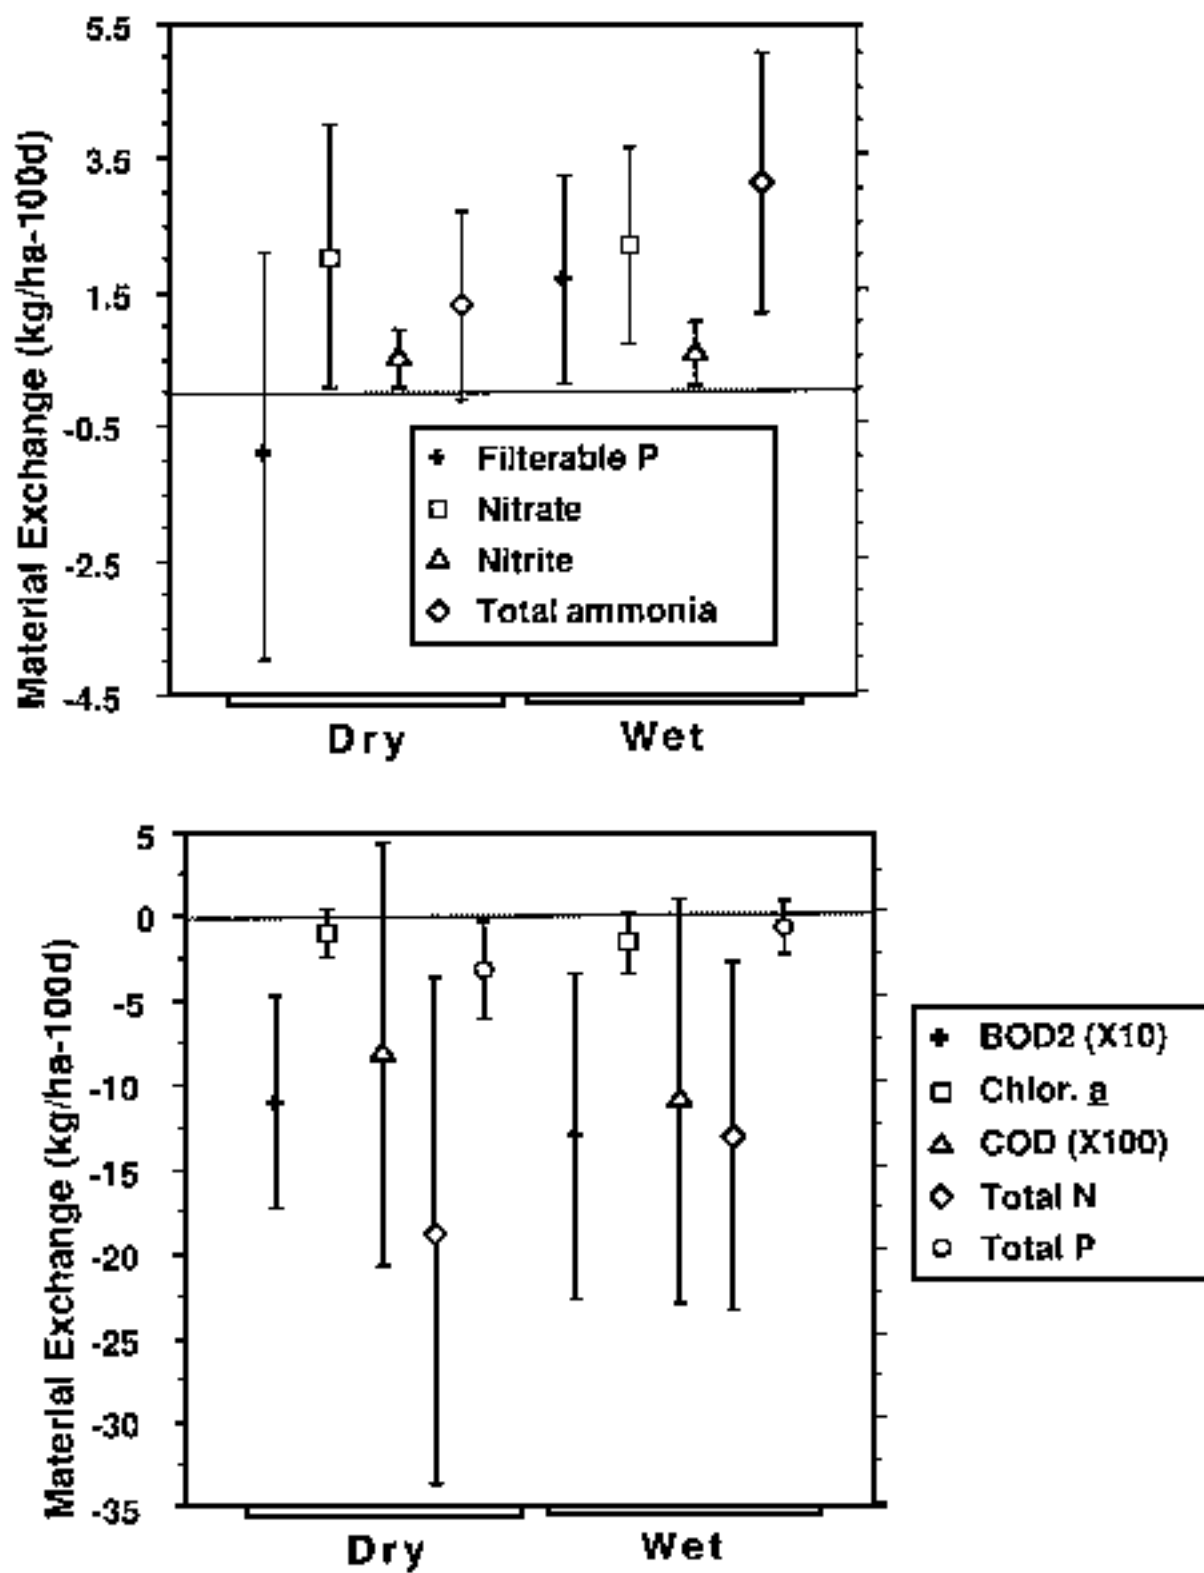 5.5
3.5
1.5
-0.5
-2.5
-4.5
Material Exchange (kg/ha-100d)
Filterable P
Nitrate
Nitrite
Total ammonia
Dry
Wet
5
0
-5
-10
-15
-20
-25
-30
-35
Material Exchange (kg/ha-100d)
BOD2 (X10)
Chlor. a
COD (X100)
Total N
Total P
Dry
Wet